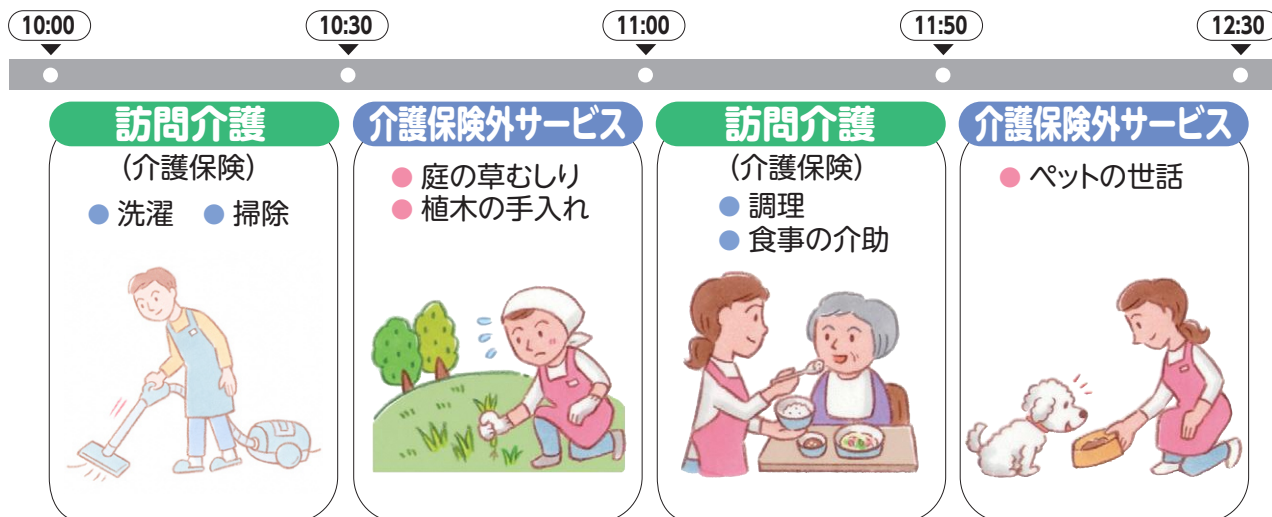 10:00
10:30
11:00
11:50
12:30
訪問介護
(介護保険)
洗濯 掃除
介護保険外サービス
庭の草むしり
植木の手入れ
訪問介護
(介護保険)
調理
食事の介助
介護保険外サービス
ペットの世話